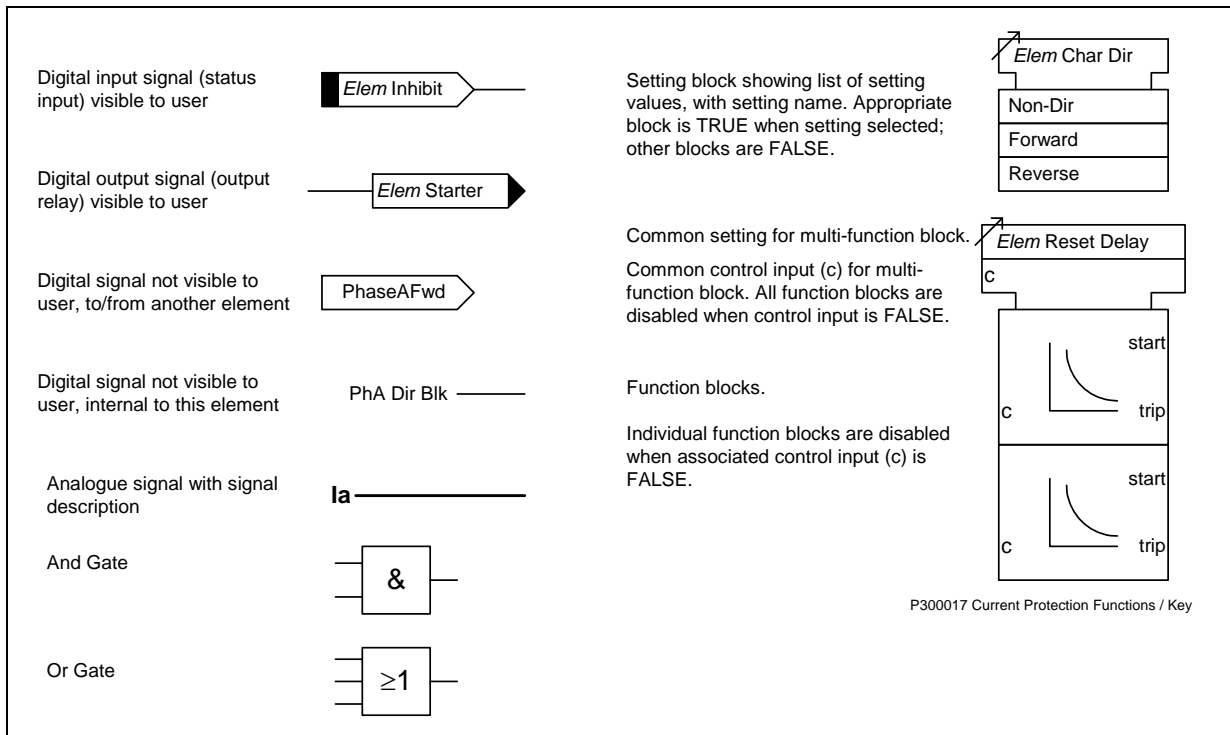 Digital input signal (status
input) visible to user
Elem Inhibit
Digital output signal (output
relay) visible to user
Elem Starter
Digital signal not visible to
user, to/from another element
PhaseAFwd
Digital signal not visible to
user, internal to this element
PhA Dir Blk
Analogue signal with signal
description
Ia
And Gate
&
Or Gate
≥1
Setting block showing list of setting
values, with setting name. Appropriate
block is TRUE when setting selected;
other blocks are FALSE.
Elem Char Dir
Non-Dir
Forward
Reverse
Common setting for multi-function block.
Elem Reset Delay
Common control input (c) for multi-
function block. All function blocks are
disabled when control input is FALSE.
c
Function blocks.
Individual function blocks are disabled
when associated control input (c) is
FALSE.
start
c
trip
start
c
trip
P300017 Current Protection Functions / Key